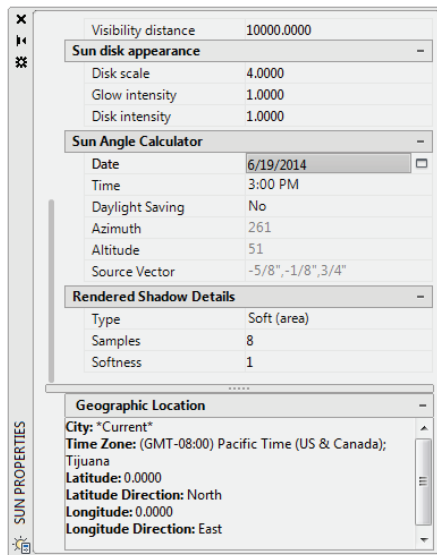 Visibility distance 10000.0000
Sun disk appearance
Disk scale 4.0000
Glow intensity 1.0000
Disk intensity 1.0000
Sun Angle Calculator
Date 6/19/2014
Time 3:00 PM
Daylight Saving No
Azimuth 261
Altitude 51
Source Vector -5/8",-1/8",3/4"
Rendered Shadow Details
Type Soft (area)
Samples 8
Softness 1
Geographic Location
City: *Current*
Time Zone: (GMT-08:00) Pacific Time (US & Canada);
Tijuana
Latitude: 0.0000
Latitude Direction: North
Longitude: 0.0000
Longitude Direction: East
SUN PROPERTIES